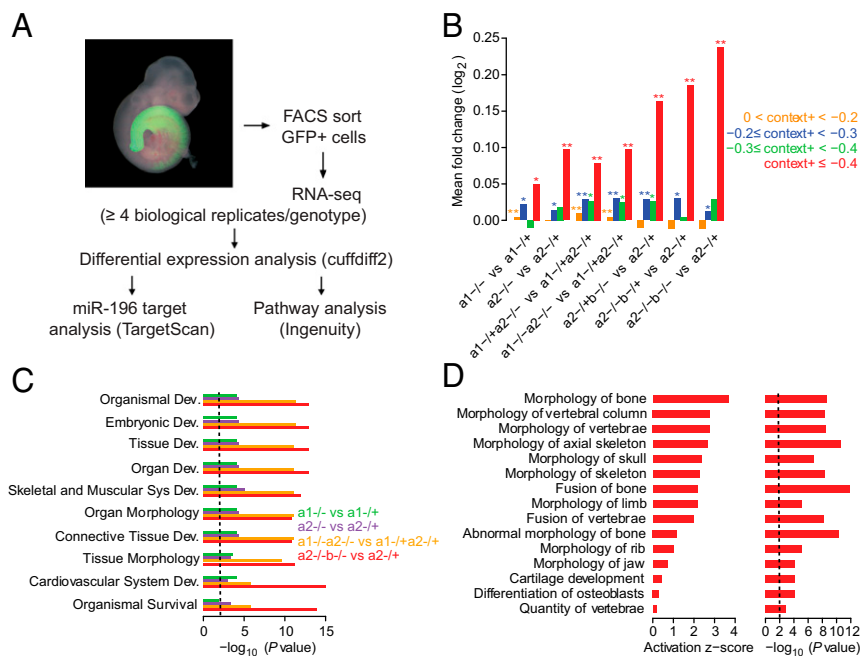 A
FACS sort
GFP+ cells
RNA-seq
(≥ 4 biological replicates/genotype)
Differential expression analysis (cuffdiff2)
miR-196 target
analysis (TargetScan)
Pathway analysis
(Ingenuity)
B
Mean fold change (log2)
0.25
0.20
0.15
0.10
0.05
0.00
** * *
* **
** ** * **
** ** * **
** * **
* **
* **
0 < context+ < −0.2
−0.2≤ context+ < −0.3
−0.3≤ context+ < −0.4
context+ ≤ −0.4
a1−/− vs a1−/+
a2−/− vs a2−/+
a1−/+a2−/− vs a1−/+a2−/+
a1−/−a2−/− vs a1−/+a2−/+
a2−/+b−/− vs a2−/+
a2−/−b−/+ vs a2−/+
a2−/−b−/− vs a2−/+
C
Organismal Dev.
Embryonic Dev.
Tissue Dev.
Organ Dev.
Skeletal and Muscular Sys Dev.
Organ Morphology
Connective Tissue Dev.
Tissue Morphology
Cardiovascular System Dev.
Organismal Survival
a1-/- vs a1-/+
a2-/- vs a2-/+
a1-/-a2-/- vs a1-/+a2-/+
a2-/-b-/- vs a2-/+
0 5 10 15
−log10 (P value)
D
Morphology of bone
Morphology of vertebral column
Morphology of vertebrae
Morphology of axial skeleton
Morphology of skull
Morphology of skeleton
Fusion of bone
Morphology of limb
Fusion of vertebrae
Abnormal morphology of bone
Morphology of rib
Morphology of jaw
Cartilage development
Differentiation of osteoblasts
Quantity of vertebrae
0 1 2 3 4
Activation z-score
0 2 4 6 8 10 12
−log10 (P value)